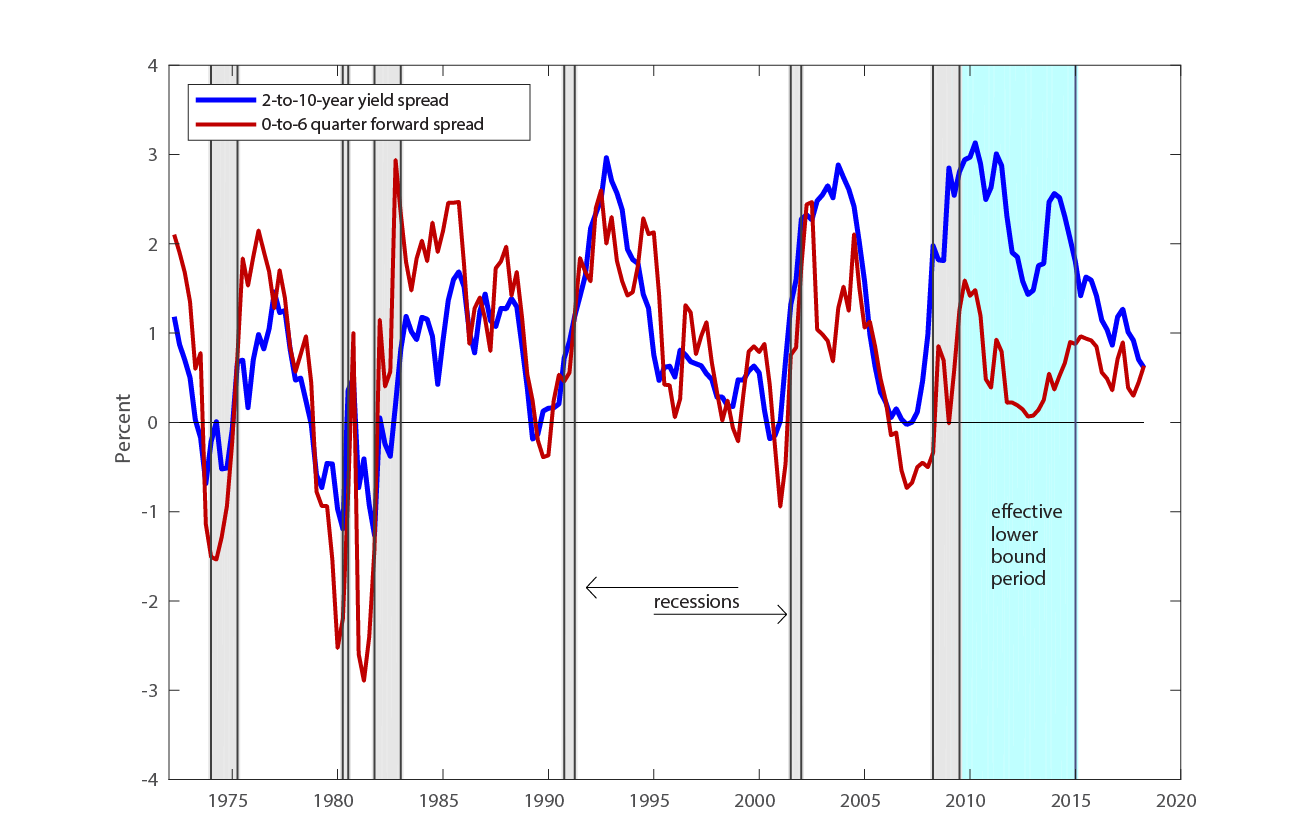 4
3
2
1
0
-1
-2
-3
-4
Percent
2-to-10-year yield spread
0-to-6 quarter forward spread
effective
lower
bound
period
recessions
1975 1980 1985 1990 1995 2000 2005 2010 2015 2020